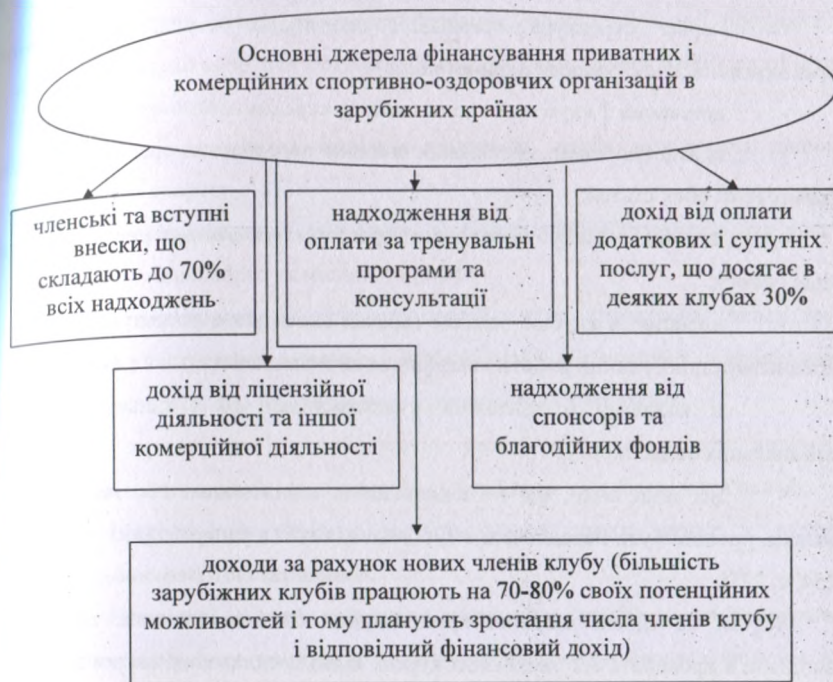 Основні джерела фінансування приватних і
комерційних спортивно-оздоровчих організацій в
зарубіжних країнах
членські та вступні
внески, що
складають до 70%
всіх надходжень
надходження від
оплати за тренувальні
програми та
консультації
дохід від оплати
додаткових і супутніх
послуг, що досягає в
деяких клубах 30%
дохід від ліцензійної
діяльності та іншої
комерційної діяльності
надходження від
спонсорів та
благодійних фондів
доходи за рахунок нових членів клубу (більшість
зарубіжних клубів працюють на 70-80% своїх потенційних
можливостей і тому планують зростання числа членів клубу
і відповідний фінансовий дохід)